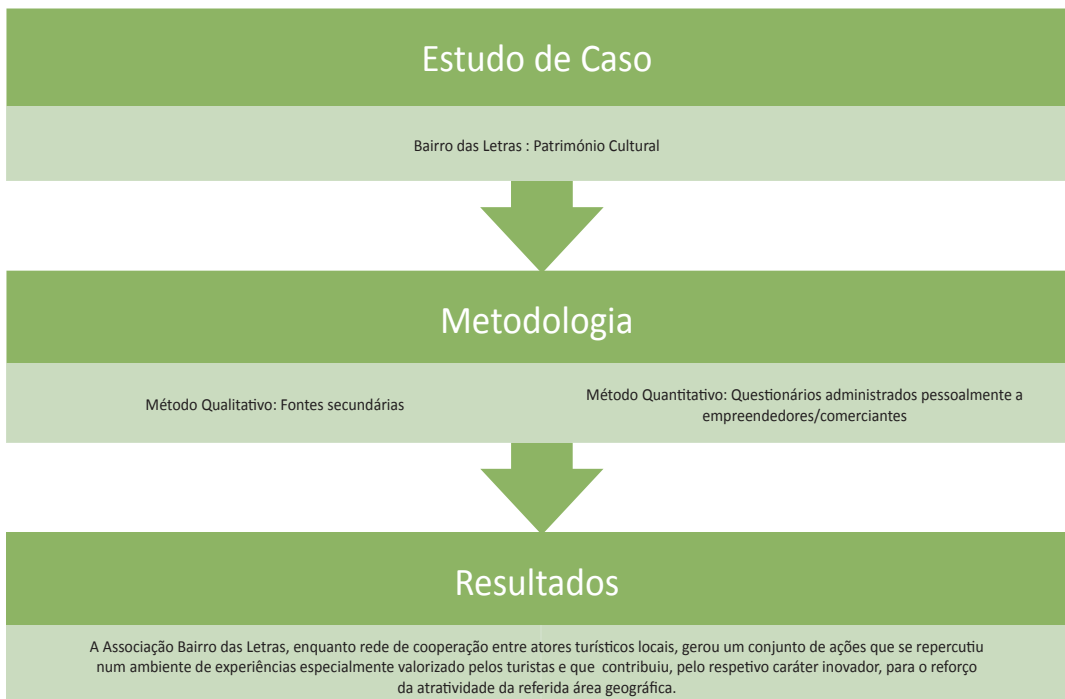 Estudo de Caso
Bairro das Letras : Património Cultural
Metodologia
Método Qualitativo: Fontes secundárias
Método Quantitativo: Questionários administrados pessoalmente a
empreendedores/comerciantes
Resultados
A Associação Bairro das Letras, enquanto rede de cooperação entre atores turísticos locais, gerou um conjunto de ações que se repercutiu
num ambiente de experiências especialmente valorizado pelos turistas e que contribuiu, pelo respetivo caráter inovador, para o reforço
da atratividade da referida área geográfica.